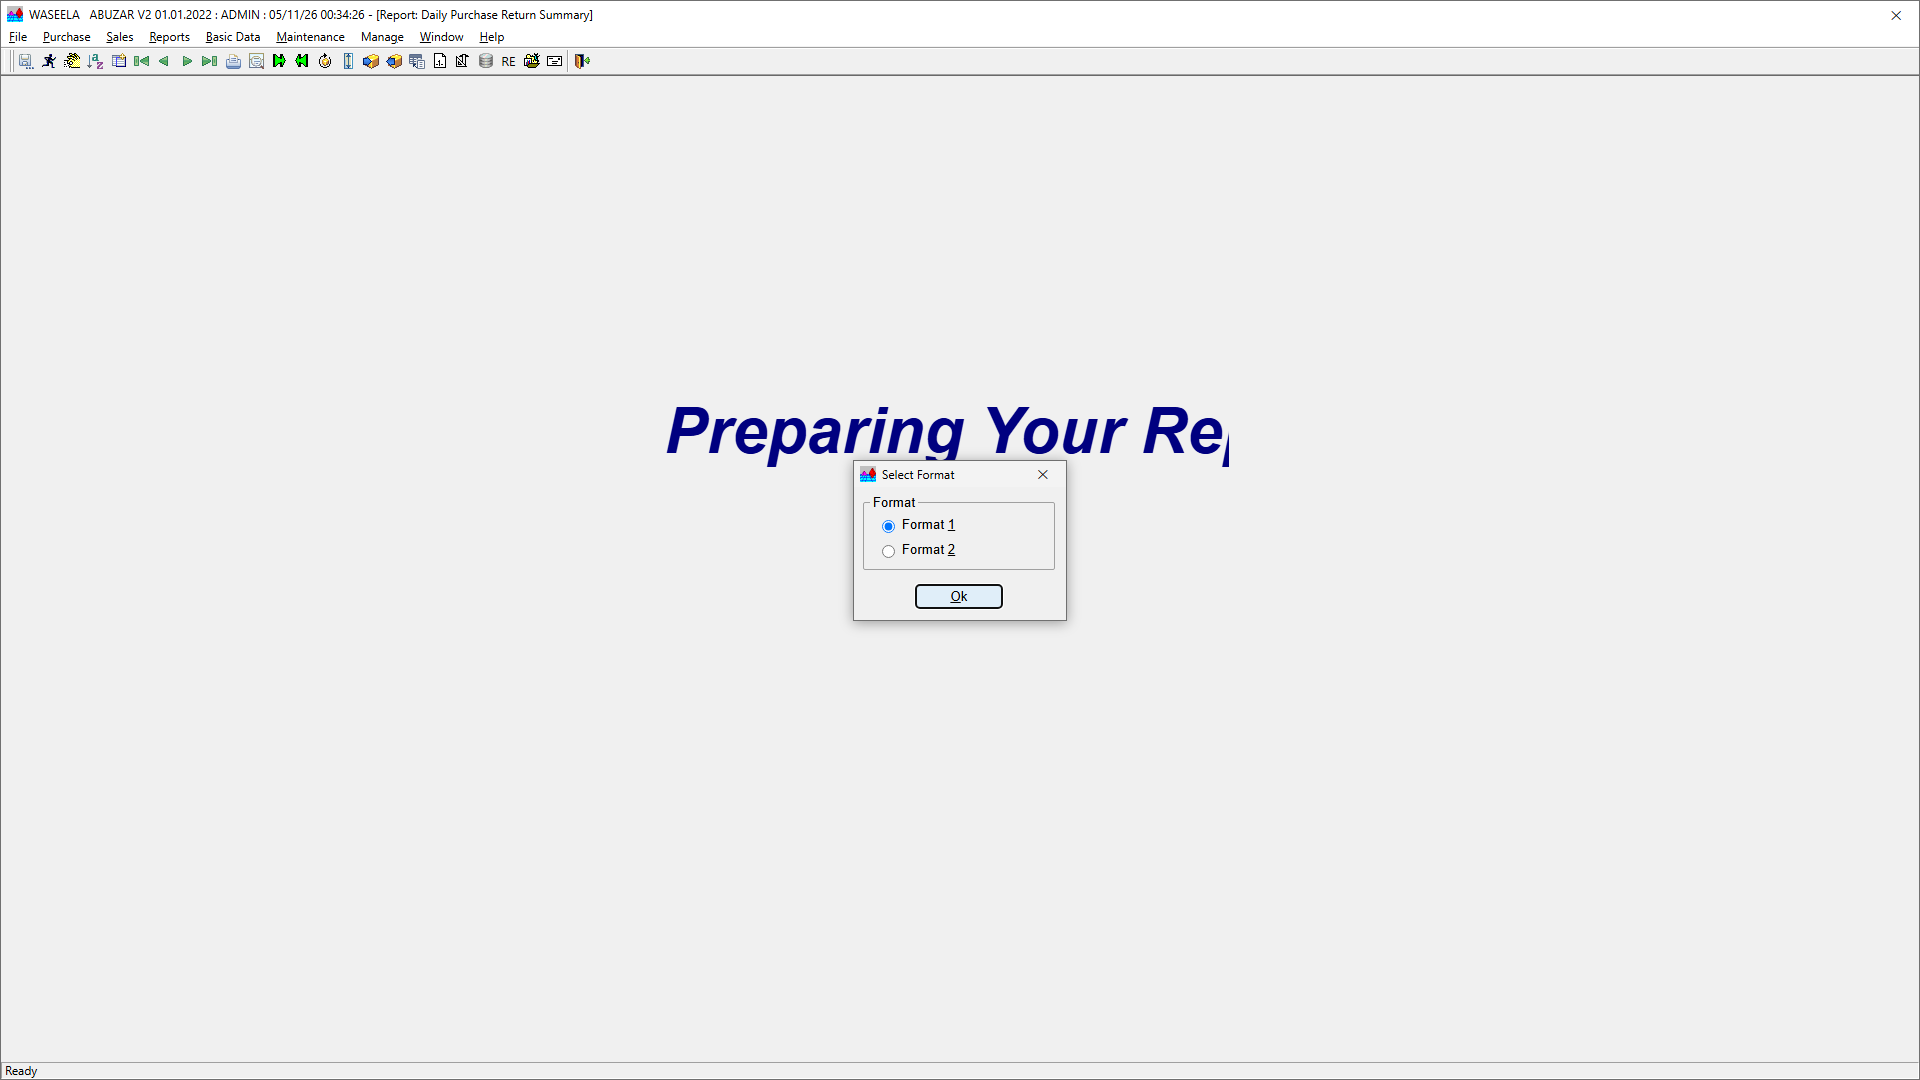 WASEELA   ABUZAR V2 01.01.2022 : ADMIN : 05/11/26 00:34:26 - [Report: Daily Purchase Return Summary]
File Purchase Sales Reports Basic Data Maintenance Manage Window Help
RE
Preparing Your Rep
Select Format
Format
Format 1
Format 2
Ok
Ready